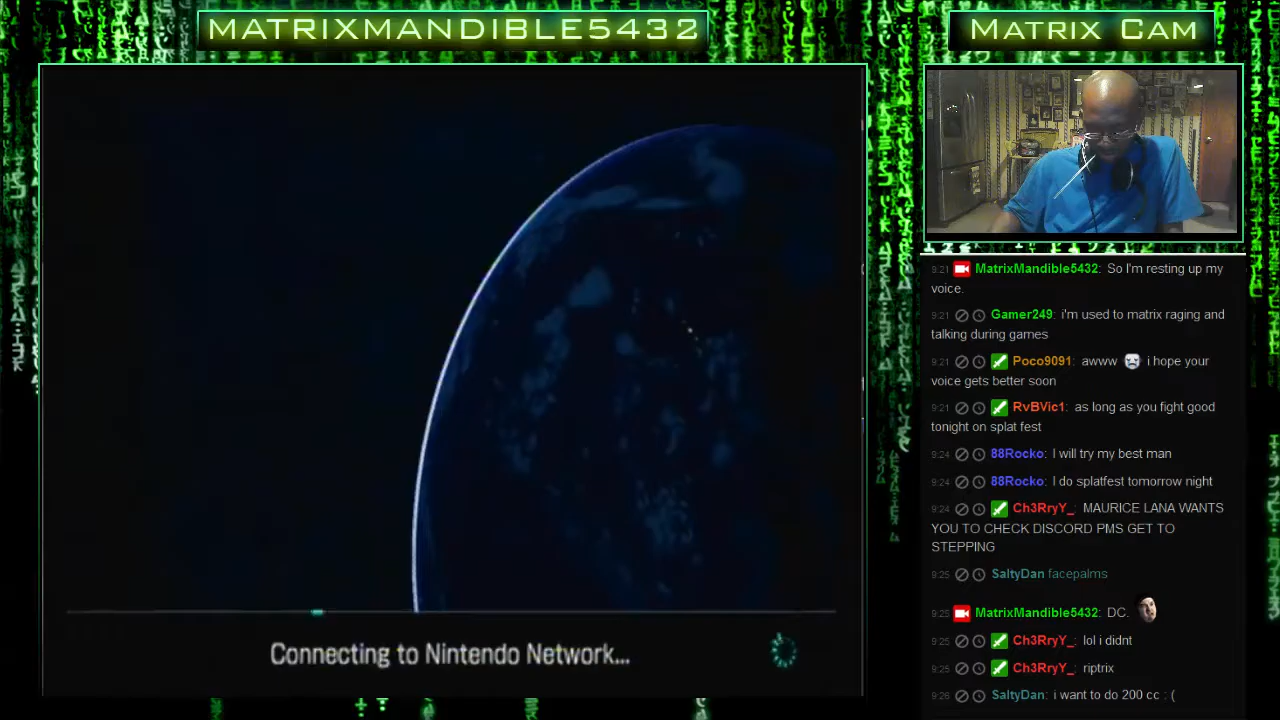 MATRIXMANDIBLE5432
Matrix Cam
9:21 MatrixMandible5432: So I'm resting up my
voice.
9:21 Gamer249: i'm used to matrix raging and
talking during games
9:21 Poco9091: awww i hope your
voice gets better soon
9:21 RvBVic1: as long as you fight good
tonight on splat fest
9:24 88Rocko: I will try my best man
9:24 88Rocko: I do splatfest tomorrow night
9:24 Ch3RryY_: MAURICE LANA WANTS
YOU TO CHECK DISCORD PMS GET TO
STEPPING
9:25 SaltyDan facepalms
9:25 MatrixMandible5432: DC.
9:25 Ch3RryY_: lol i didnt
9:25 Ch3RryY_: riptrix
9:26 SaltyDan: i want to do 200 cc : (
Connecting to Nintendo Network...